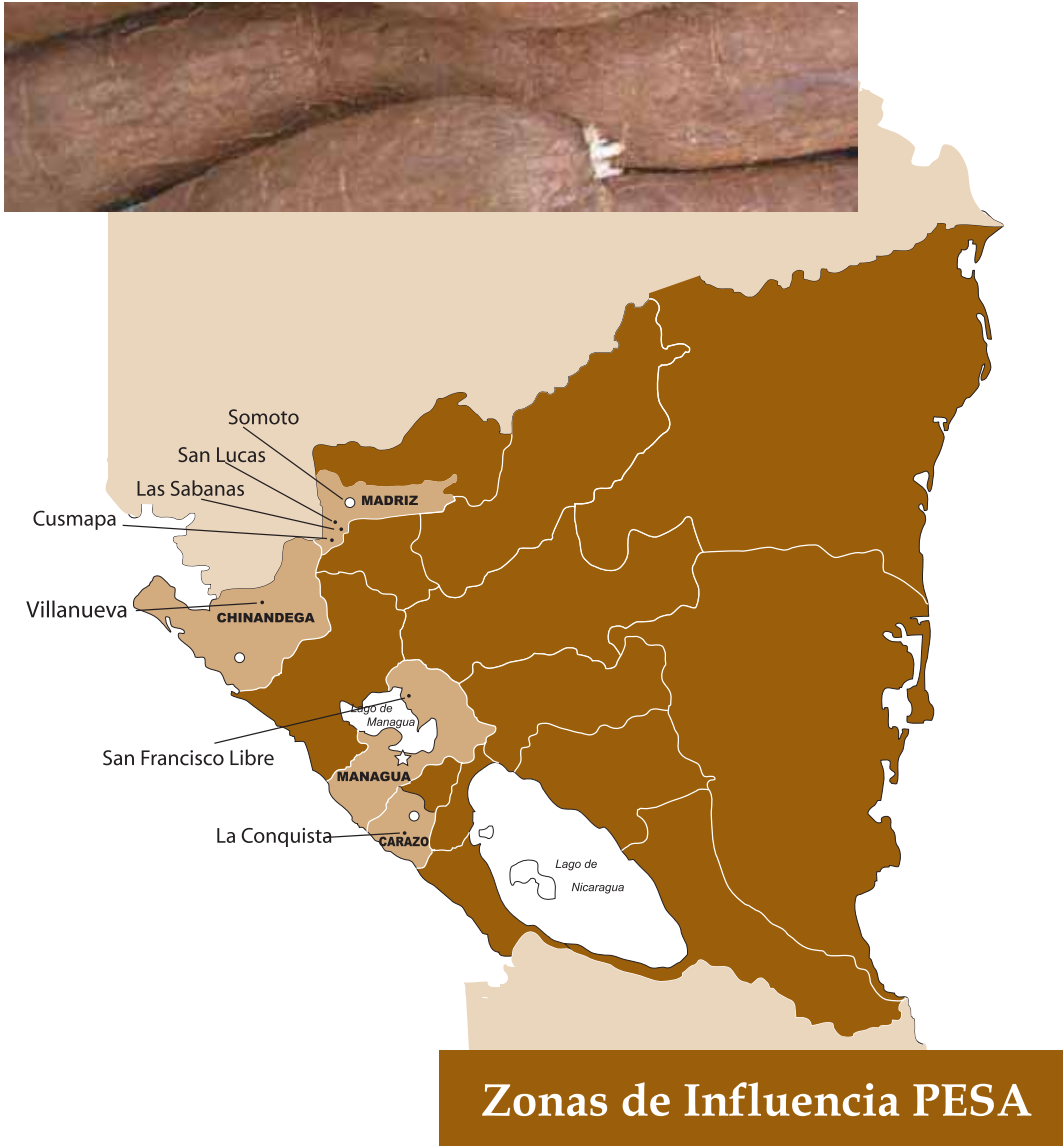 Somoto
San Lucas
Las Sabanas
MADRIZ
Cusmapa
Villanueva
CHINANDEGA
Lago de
Managua
San Francisco Libre
MANAGUA
La Conquista
CARAZO
Lago de
Nicaragua
Zonas de Influencia PESA